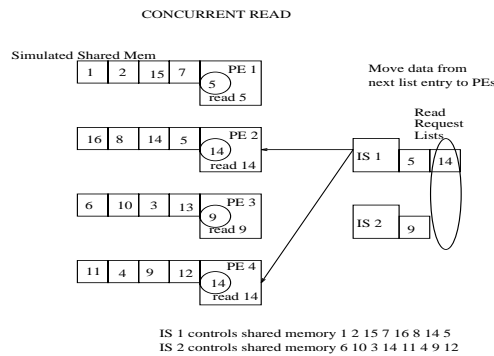 CONCURRENT READ
Simulated Shared Mem
1 2 15 7 PE 1
5
read 5
Move data from
next list entry to PEs
Read
Request
Lists
16 8 14 5 PE 2
14
read 14
IS 1 5 14
6 10 3 13 PE 3
9
read 9
IS 2 9
11 4 9 12 PE 4
14
read 14
IS 1 controls shared memory 1 2 15 7 16 8 14 5
IS 2 controls shared memory 6 10 3 14 11 4 9 12